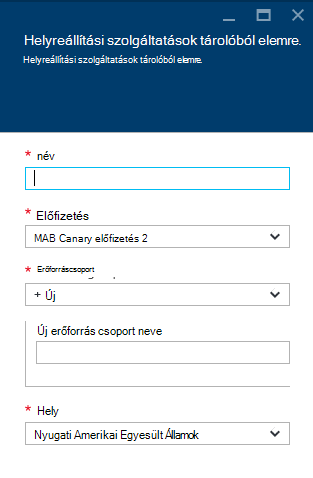 Helyreállítási szolgáltatások tárolóból elemre.
Helyreállítási szolgáltatások tárolóból elemre.
* név
* Előfizetés
MAB Canary előfizetés 2
* Erőforráscsoport
+ Új
Új erőforrás csoport neve
* Hely
Nyugati Amerikai Egyesült Államok